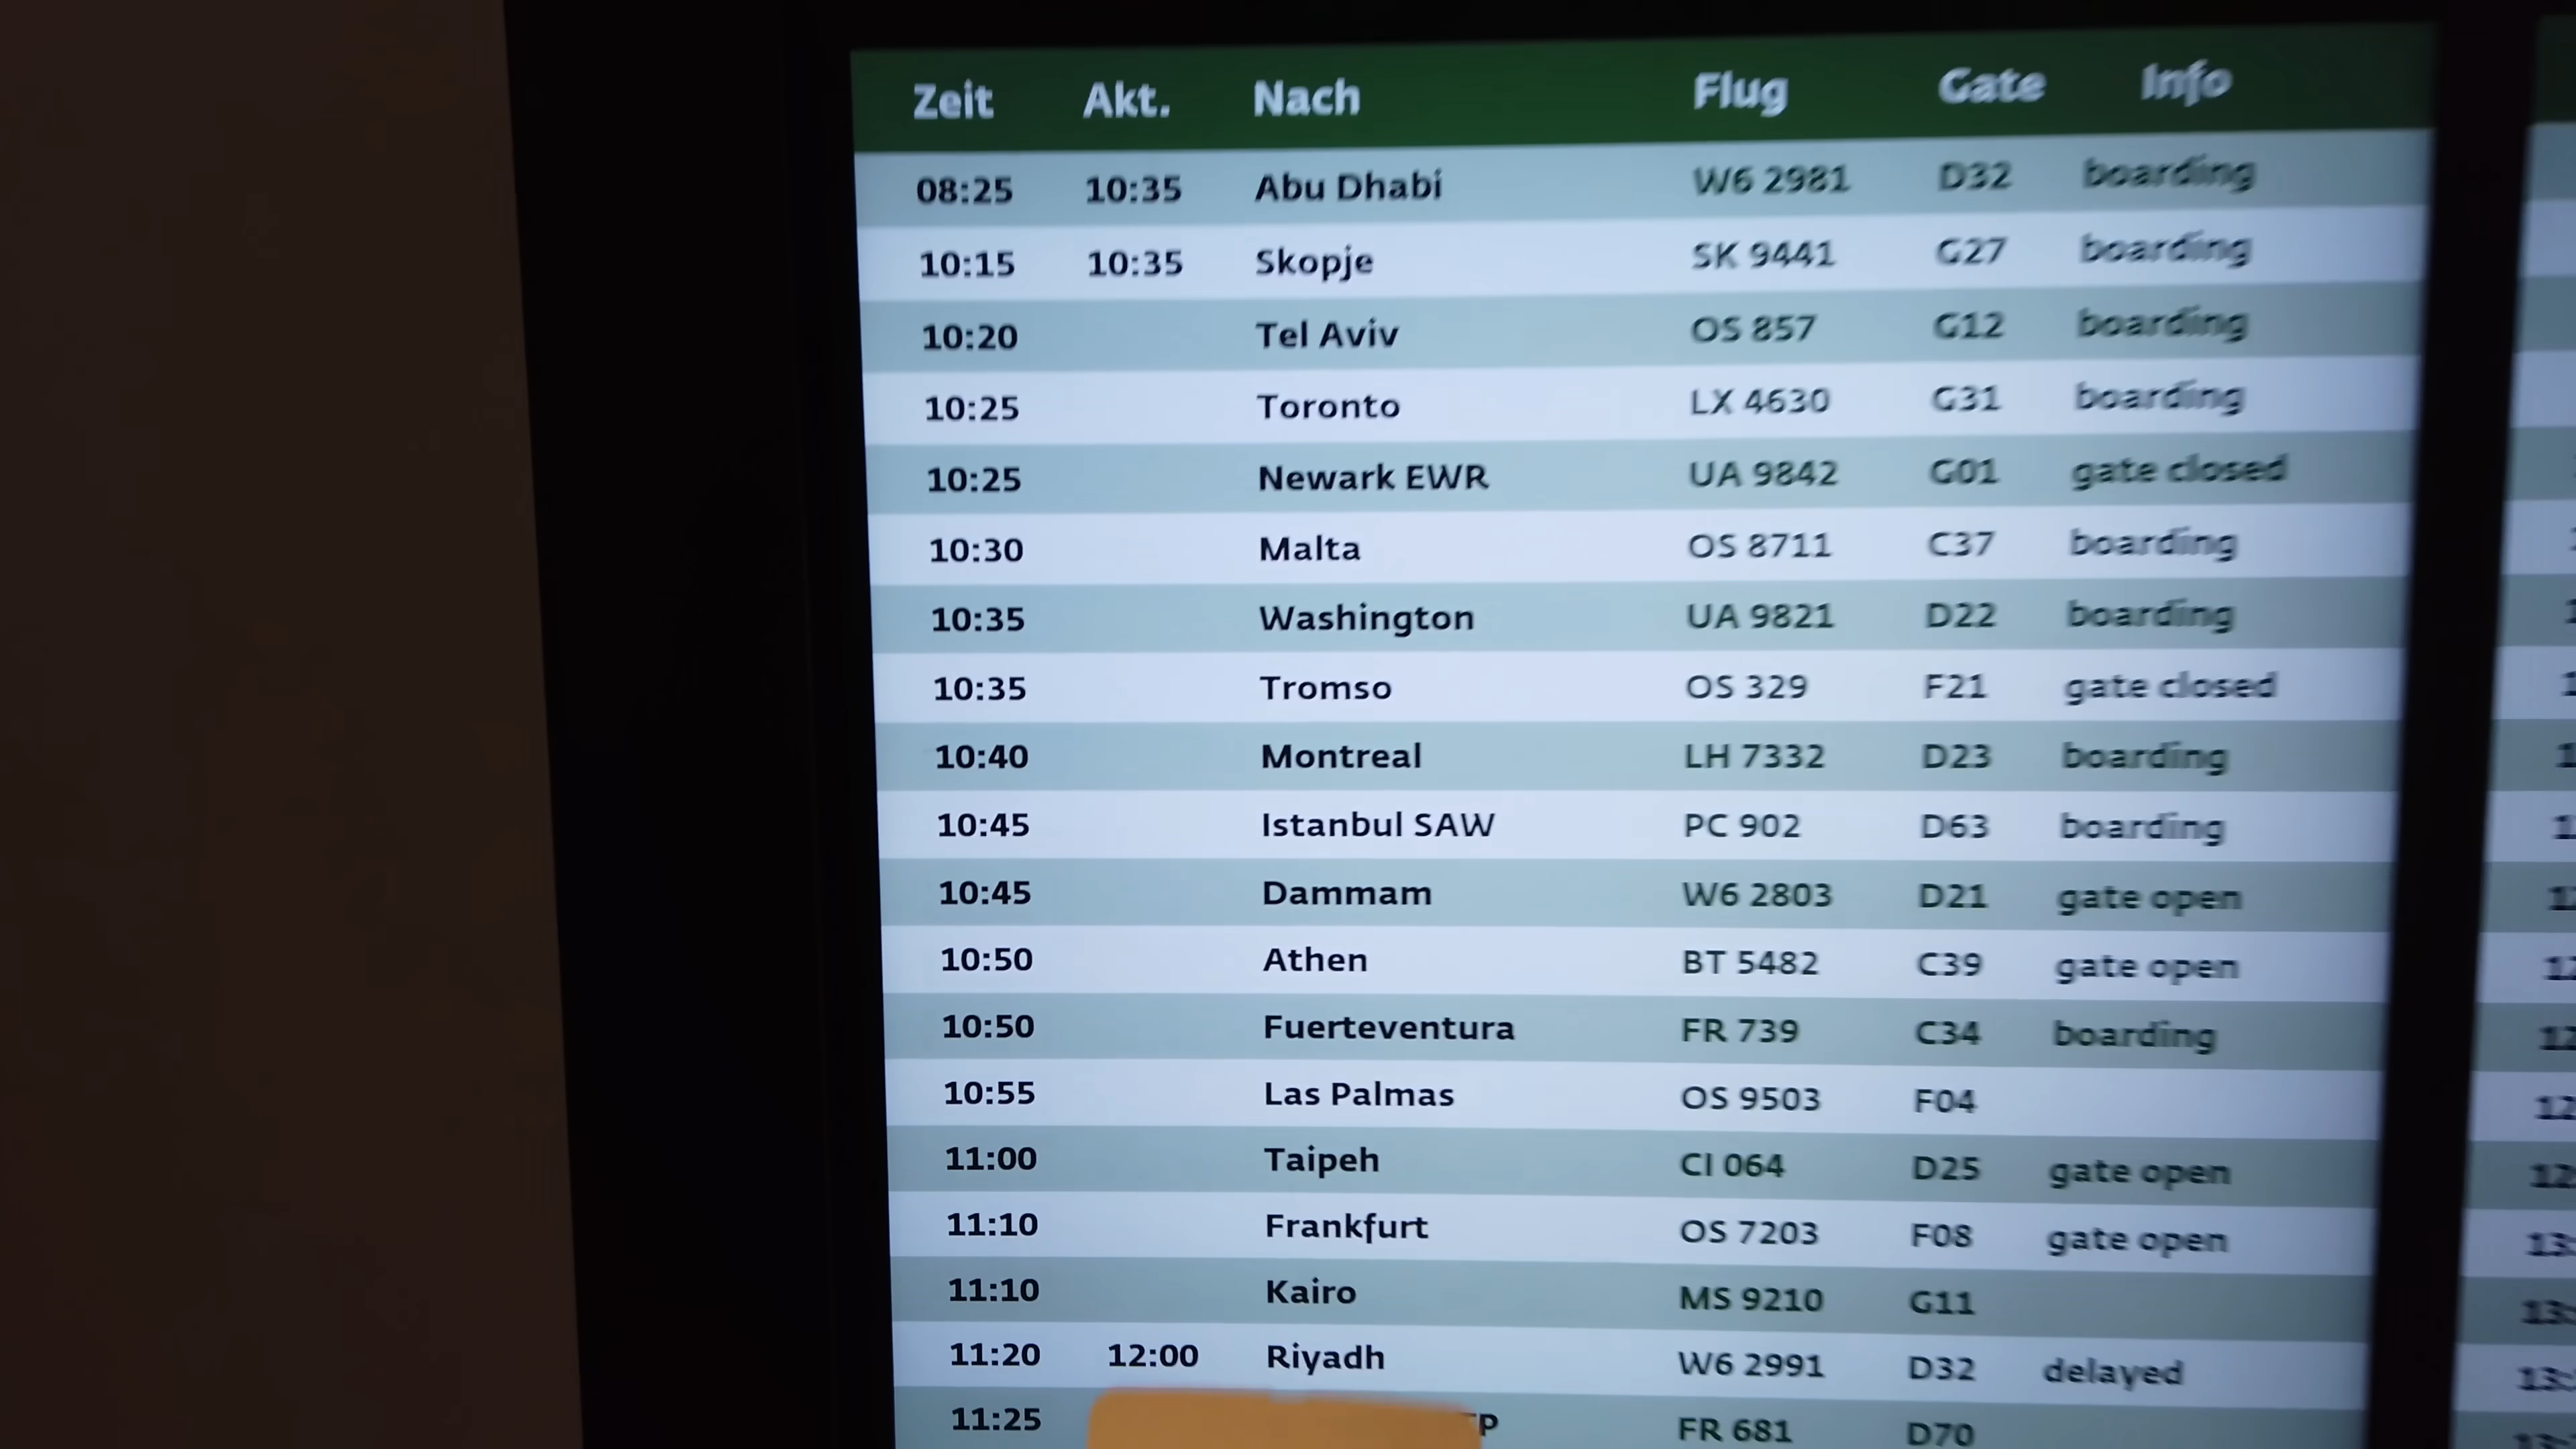 Zeit Akt. Nach Flug Gate Info
08:25 10:35 Abu Dhabi W6 2981 D32 boarding
10:15 10:35 Skopje SK 9441 G27 boarding
10:20 Tel Aviv OS 857 G12 boarding
10:25 Toronto LX 4630 G31 boarding
10:25 Newark EWR UA 9842 G01 gate closed
10:30 Malta OS 8711 C37 boarding
10:35 Washington UA 9821 D22 boarding
10:35 Tromso OS 329 F21 gate closed
10:40 Montreal LH 7332 D23 boarding
10:45 Istanbul SAW PC 902 D63 boarding
10:45 Dammam W6 2803 D21 gate open
10:50 Athen BT 5482 C39 gate open
10:50 Fuerteventura FR 739 C34 boarding
10:55 Las Palmas OS 9503 F04
11:00 Taipeh CI 064 D25 gate open
11:10 Frankfurt OS 7203 F08 gate open
11:10 Kairo MS 9210 G11
11:20 12:00 Riyadh W6 2991 D32 delayed
11:25 FR 681 D70